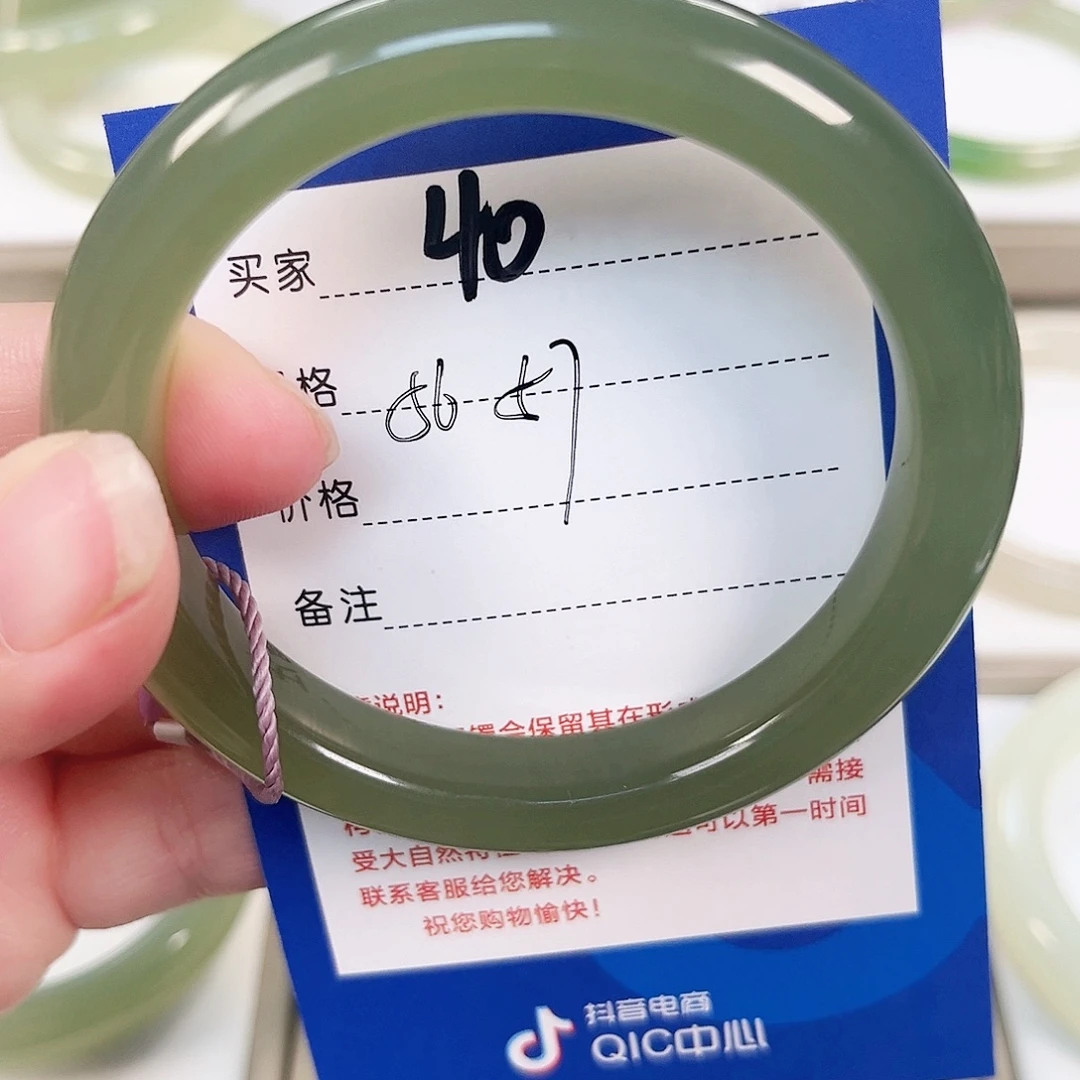 买家 40
格 56
价格
备注
说明:
镯会保留其在形
需接
受大自然特 可以第一时间
联系客服给您解决。
祝您购物愉快!
抖音电商
QIC中心